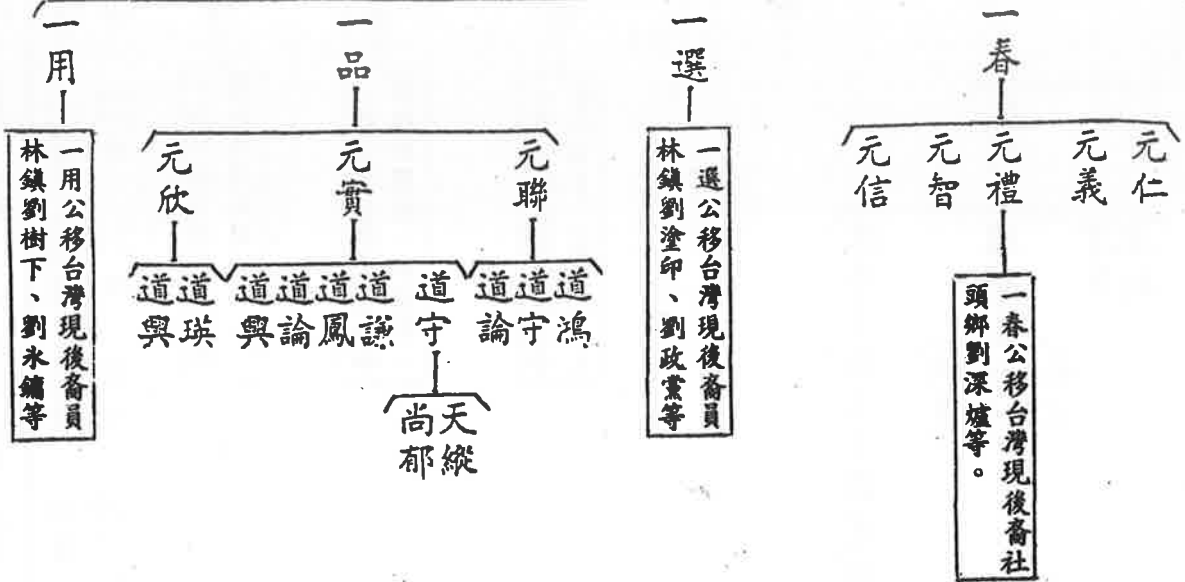 一春
元仁
元義
元禮
元智
元信
一春公移台灣現後裔社
頭鄉劉深爐等。
一選
一選公移台灣現後裔員
林鎮劉塗印、劉政黨等
一品
元聯
道鴻
道守
道論
元實
道守
天縱
尚郁
道謙
道鳳
道論
道興
元欣
道瑛
道興
一用
一用公移台灣現後裔員
林鎮劉樹下、劉氷鏞等